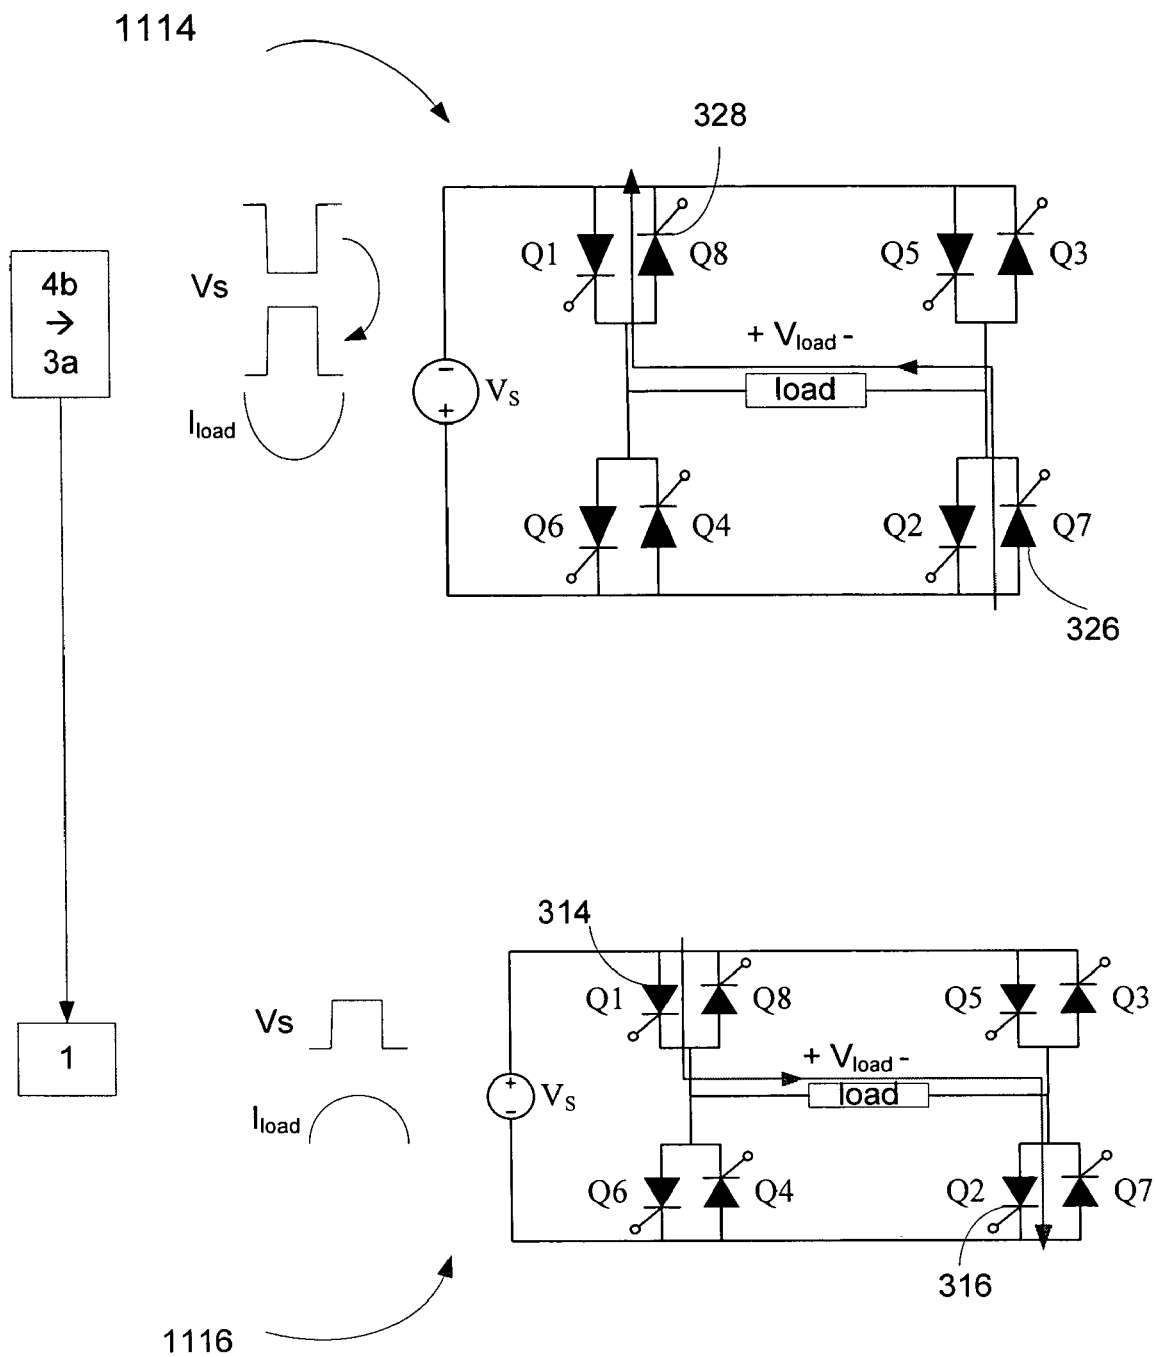 1114
328
Q1 Q8 Q5 Q3
4b
→
3a
Vs
+ Vload -
− VS
+
load
Iload
Q6 Q4 Q2 Q7
326
314
Q1 Q8 Q5 Q3
Vs
1
+ Vload -
+ VS
−
load
Iload
Q6 Q4 Q2 Q7
316
1116